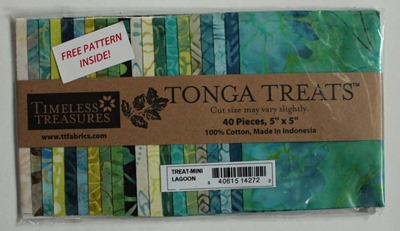 FREE PATTERN
INSIDE!
TIMELESS
TREASURES
www.ttfabrics.com
TONGA TREATS™
Cut size may vary slightly.
40 Pieces, 5" x 5"
100% Cotton, Made In Indonesia
TREAT-MINI
LAGOON
40615 14272